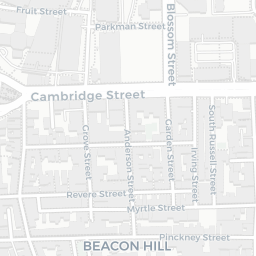 Fruit Street
Parkman Street
Blossom Street
Cambridge Street
Grove Street
Anderson Street
Garden Street
Irving Street
South Russell Street
Revere Street
Myrtle Street
Pinckney Street
BEACON HILL